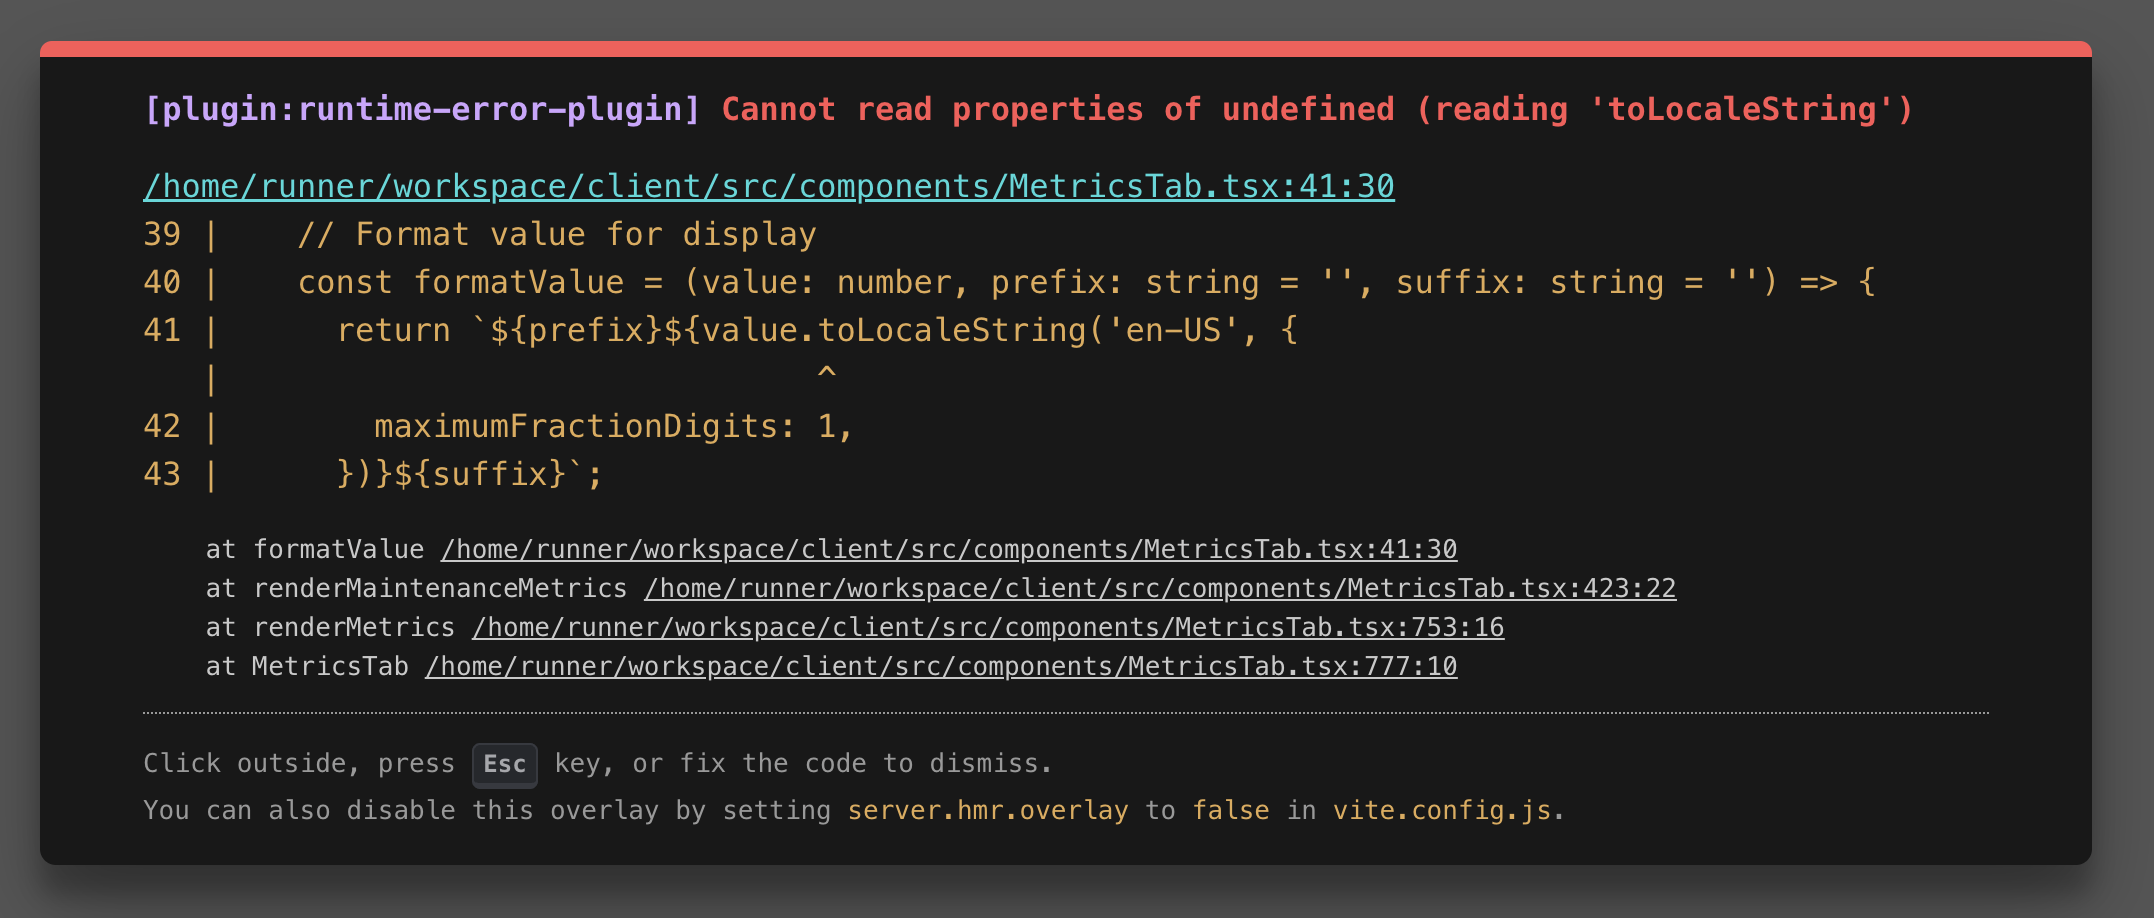 [plugin:runtime-error-plugin] Cannot read properties of undefined (reading 'toLocaleString')
/home/runner/workspace/client/src/components/MetricsTab.tsx:41:30
39 |    // Format value for display
40 |    const formatValue = (value: number, prefix: string = '', suffix: string = '') => {
41 |      return `${prefix}${value.toLocaleString('en-US', {
   |                               ^
42 |        maximumFractionDigits: 1,
43 |      })}${suffix}`;
    at formatValue /home/runner/workspace/client/src/components/MetricsTab.tsx:41:30
    at renderMaintenanceMetrics /home/runner/workspace/client/src/components/MetricsTab.tsx:423:22
    at renderMetrics /home/runner/workspace/client/src/components/MetricsTab.tsx:753:16
    at MetricsTab /home/runner/workspace/client/src/components/MetricsTab.tsx:777:10
Click outside, press Esc key, or fix the code to dismiss.
You can also disable this overlay by setting server.hmr.overlay to false in vite.config.js.